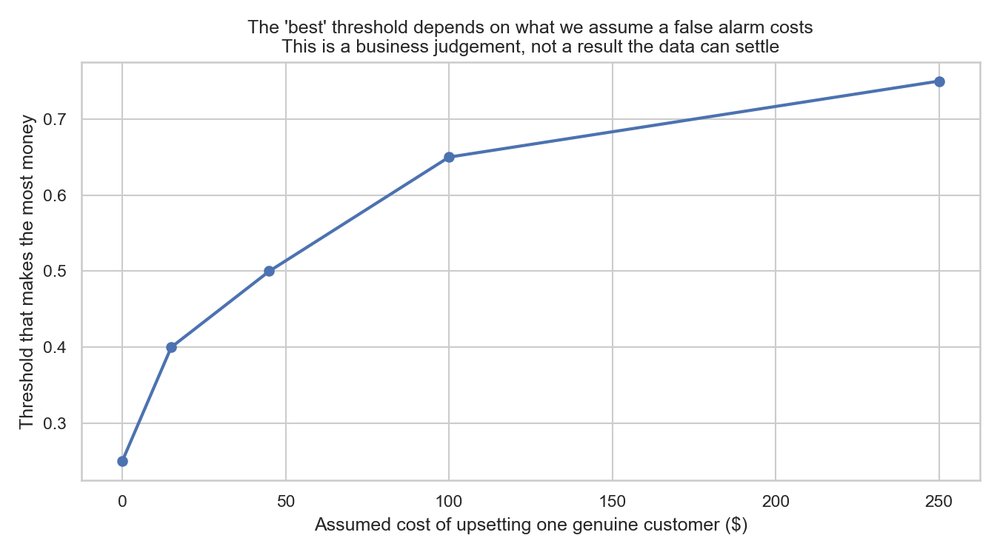 The 'best' threshold depends on what we assume a false alarm costs
This is a business judgement, not a result the data can settle
Threshold that makes the most money
0.7
0.6
0.5
0.4
0.3
0
50
100
150
200
250
Assumed cost of upsetting one genuine customer ($)